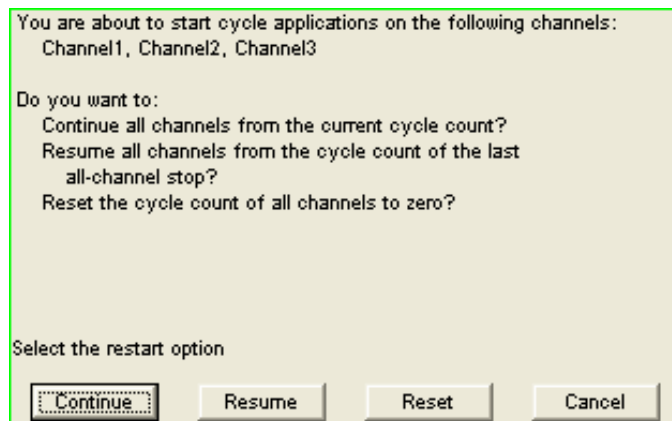 You are about to start cycle applications on the following channels:
Channel1, Channel2, Channel3
Do you want to:
Continue all channels from the current cycle count?
Resume all channels from the cycle count of the last
all-channel stop?
Reset the cycle count of all channels to zero?
Select the restart option
Continue Resume Reset Cancel